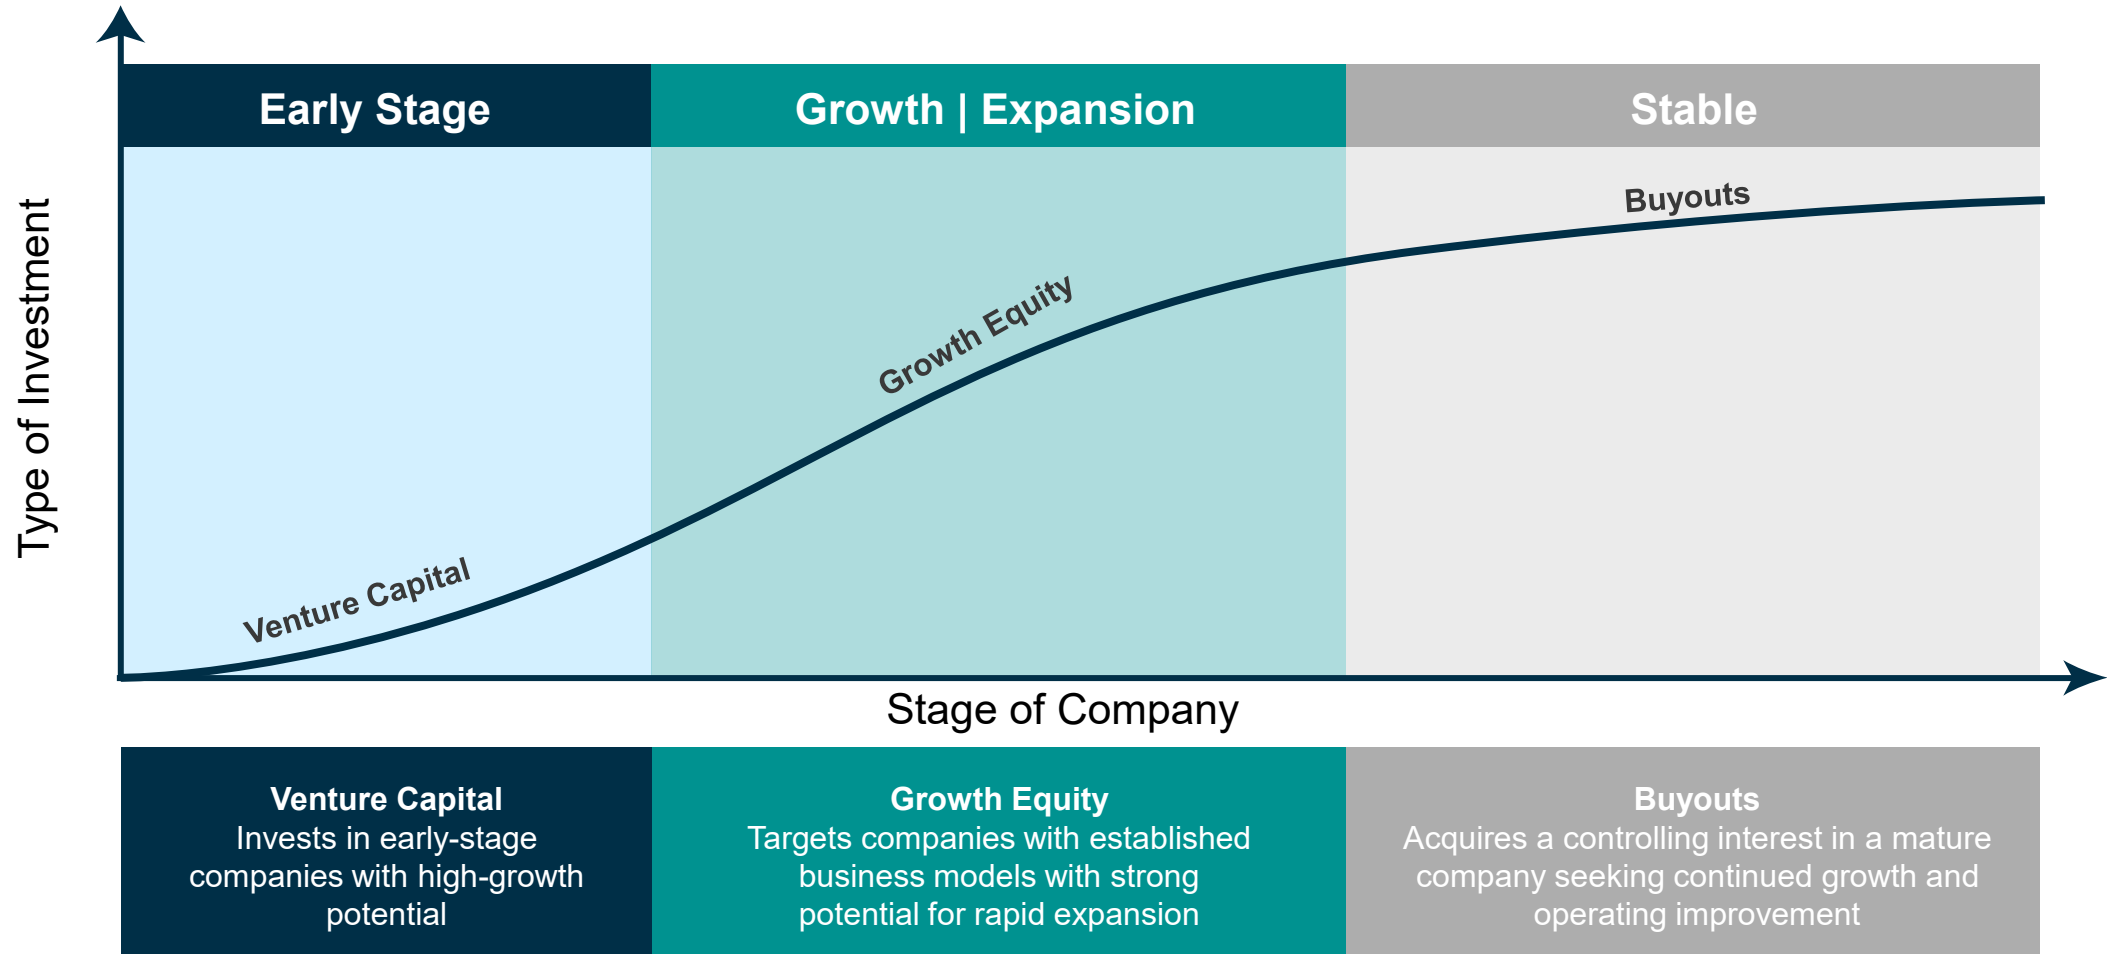 Early Stage
Growth | Expansion
Stable
Type of Investment
Venture Capital
Growth Equity
Buyouts
Stage of Company
Venture Capital
Invests in early-stage
companies with high-growth
potential
Growth Equity
Targets companies with established
business models with strong
potential for rapid expansion
Buyouts
Acquires a controlling interest in a mature
company seeking continued growth and
operating improvement